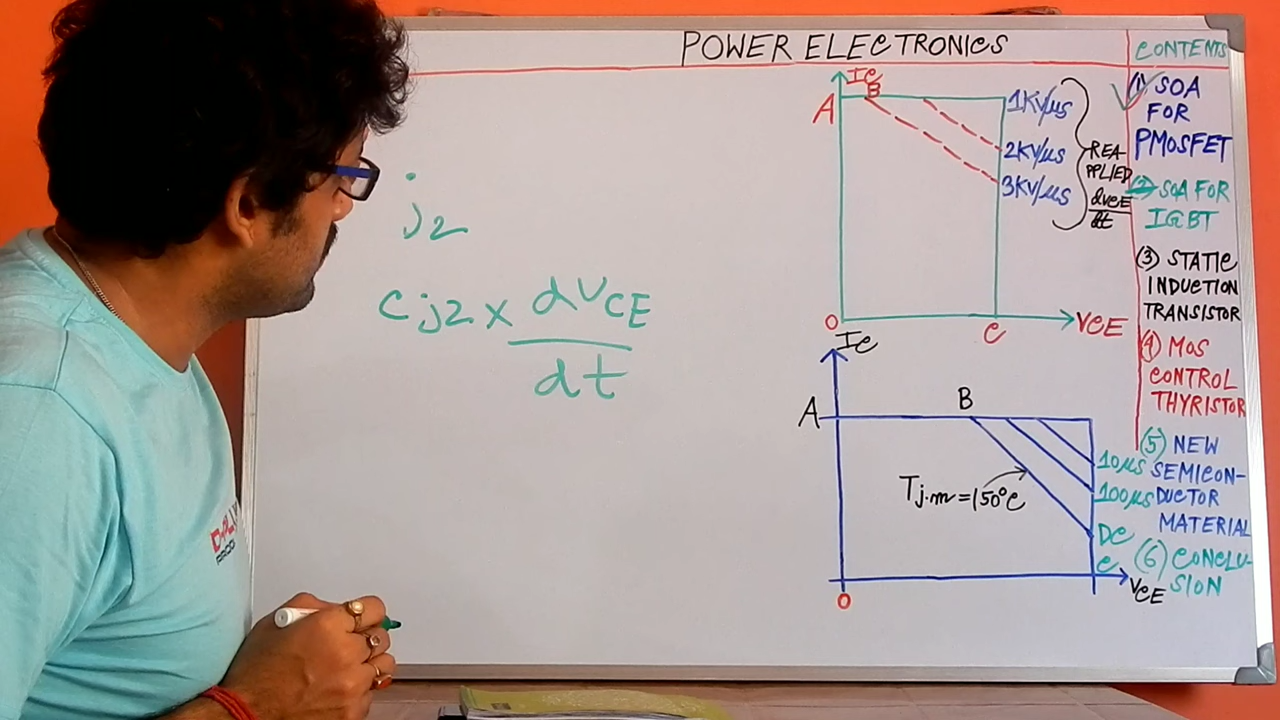 POWER ELECTRONICS
CONTENTS
(1) SOA
FOR
PMOSFET
(2) SOA FOR
IGBT
(3) STATIC
INDUCTION
TRANSISTOR
(4) MOS
CONTROL
THYRISTOR
(5) NEW
SEMICON-
DUCTOR
MATERIAL
(6) CONCLU-
SION
j2
Cj2 × dVCE
dt
IC
A
B
1KV/μs
2KV/μs
3KV/μs
REA
PPLIED
dvCE
dt
O
C
VCE
IC
A
B
Tj.m=150°C
10μs
100μs
DC
C
O
VCE